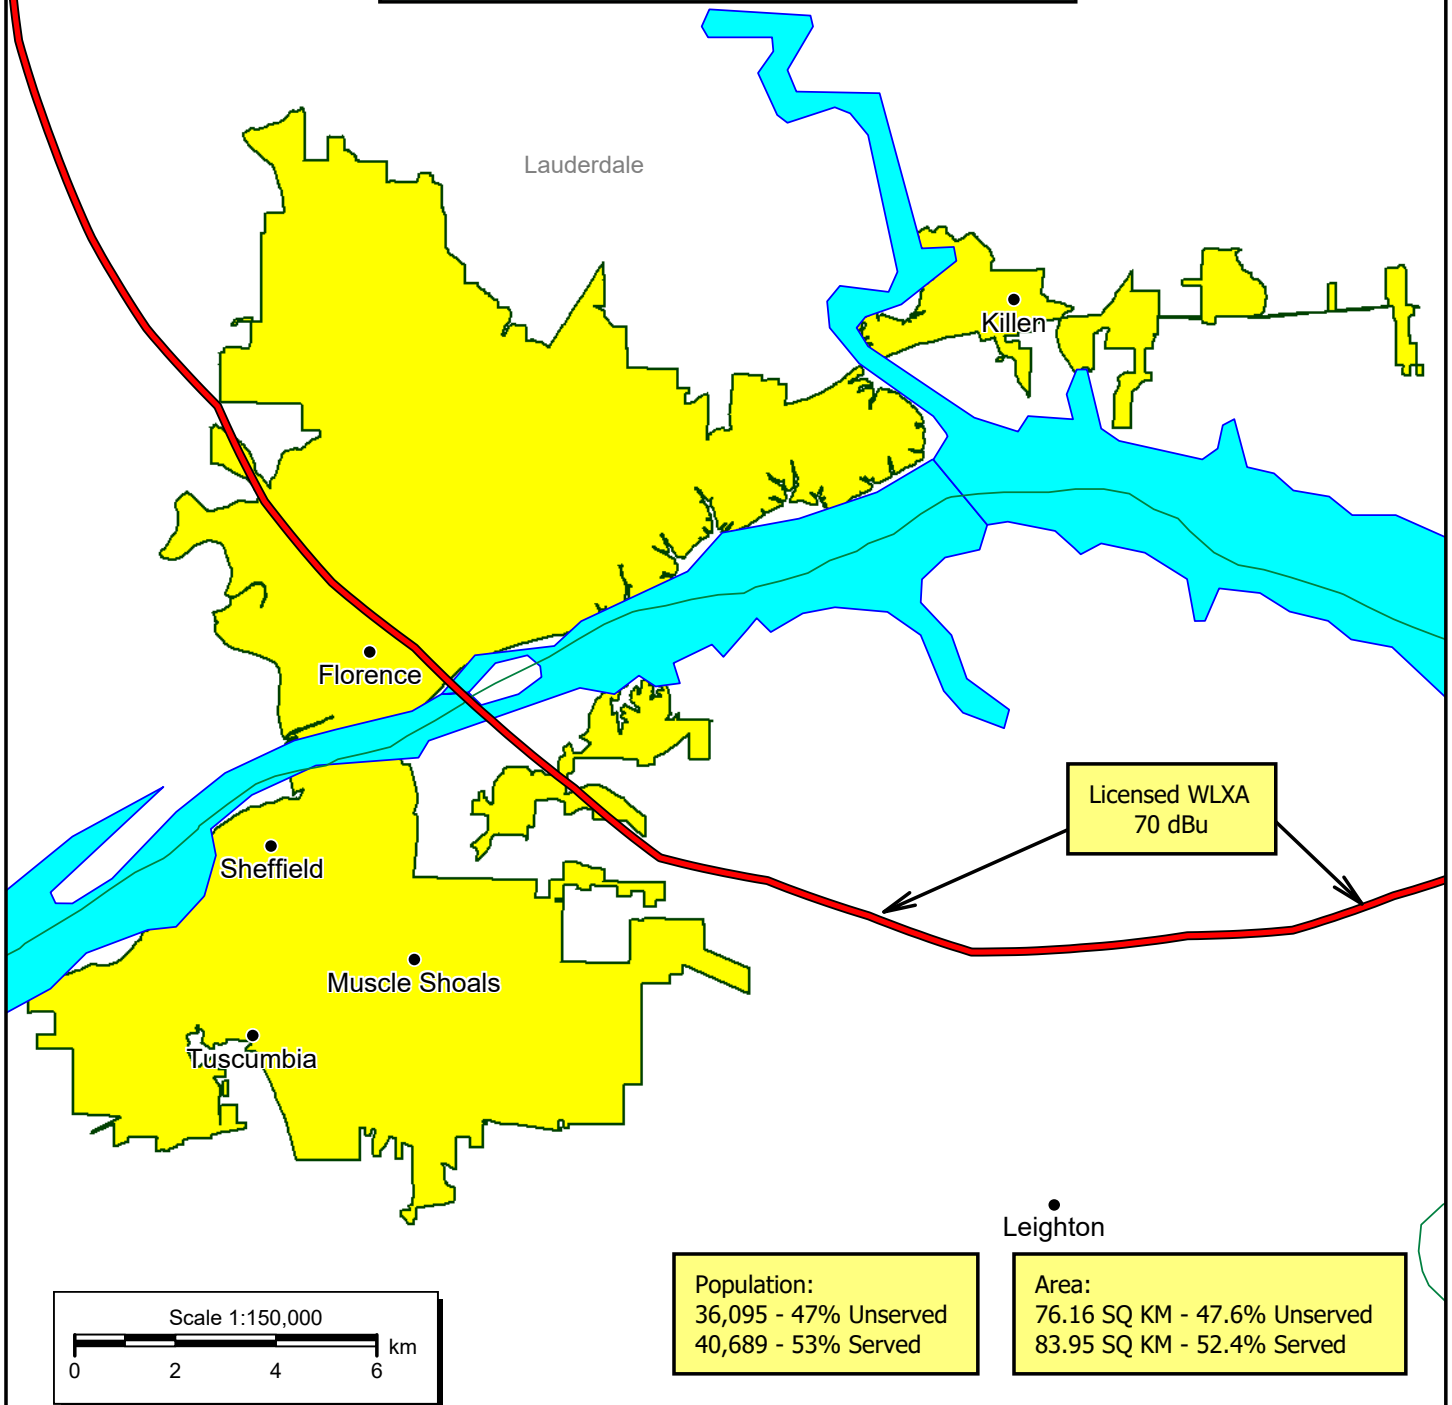 Lauderdale
Killen
Florence
Licensed WLXA
70 dBu
Sheffield
Muscle Shoals
Tuscumbia
Leighton
Population:
36,095 - 47% Unserved
40,689 - 53% Served
Area:
76.16 SQ KM - 47.6% Unserved
83.95 SQ KM - 52.4% Served
Scale 1:150,000
km
0 2 4 6